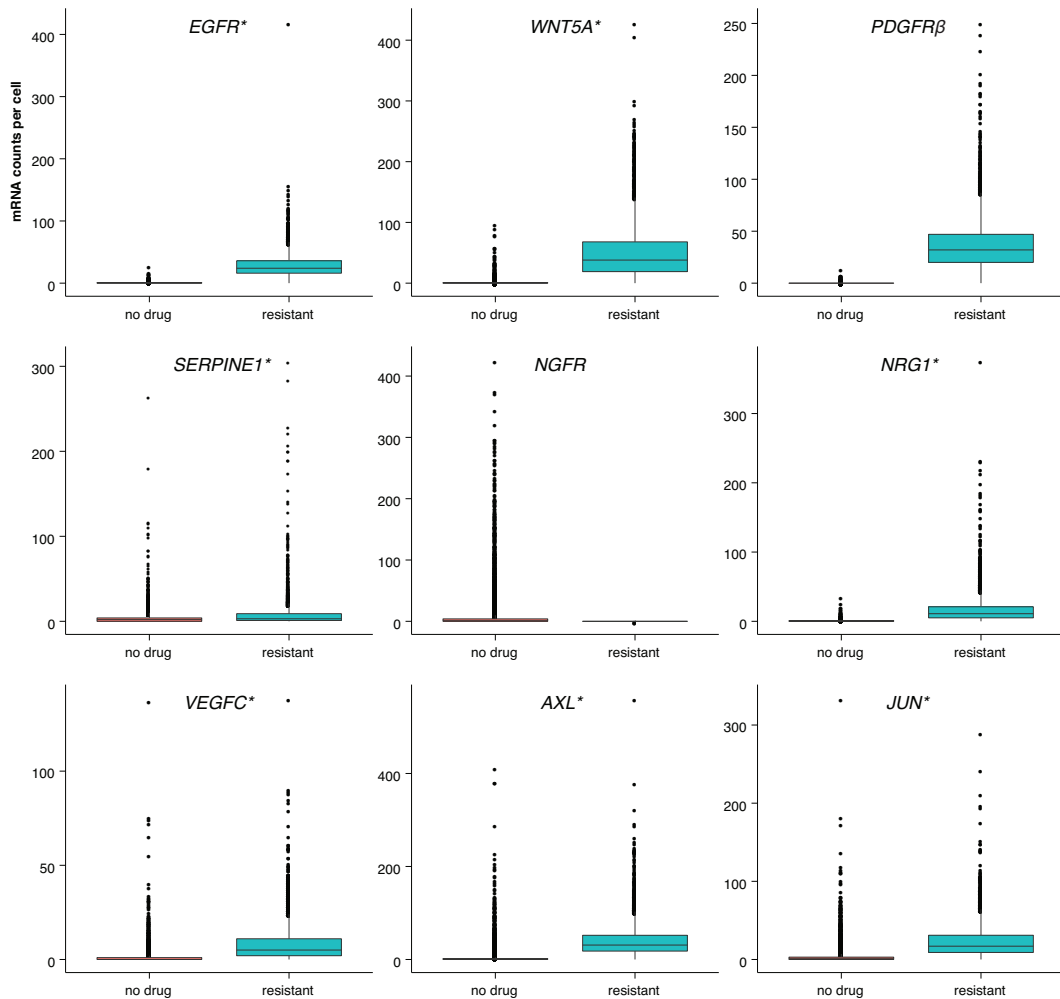 EGFR* WNT5A* PDGFRβ
mRNA counts per cell
400 400 250
300 300 200
200 200 150
100 100 100
50
0 0 0
no drug resistant no drug resistant no drug resistant
SERPINE1* NGFR NRG1*
300 400 300
200 300 200
100 200 100
100
0 0 0
no drug resistant no drug resistant no drug resistant
VEGFC* AXL* JUN*
100 400 300
50 200 200
100
0 0 0
no drug resistant no drug resistant no drug resistant